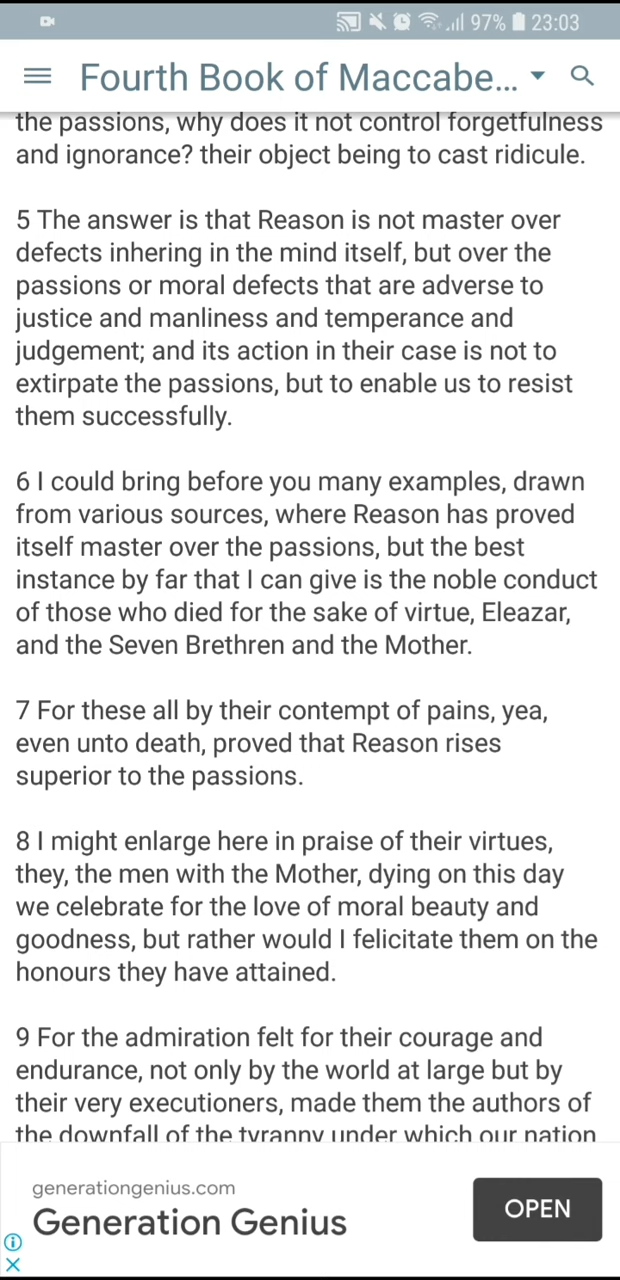 97% 23:03
Fourth Book of Maccabe...
the passions, why does it not control forgetfulness
and ignorance? their object being to cast ridicule.
5 The answer is that Reason is not master over
defects inhering in the mind itself, but over the
passions or moral defects that are adverse to
justice and manliness and temperance and
judgement; and its action in their case is not to
extirpate the passions, but to enable us to resist
them successfully.
6 I could bring before you many examples, drawn
from various sources, where Reason has proved
itself master over the passions, but the best
instance by far that I can give is the noble conduct
of those who died for the sake of virtue, Eleazar,
and the Seven Brethren and the Mother.
7 For these all by their contempt of pains, yea,
even unto death, proved that Reason rises
superior to the passions.
8 I might enlarge here in praise of their virtues,
they, the men with the Mother, dying on this day
we celebrate for the love of moral beauty and
goodness, but rather would I felicitate them on the
honours they have attained.
9 For the admiration felt for their courage and
endurance, not only by the world at large but by
their very executioners, made them the authors of
the downfall of the tyranny under which our nation
generationgenius.com
Generation Genius
OPEN